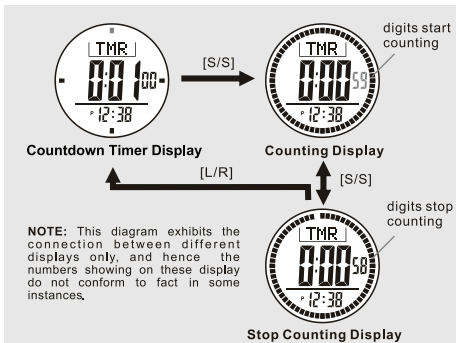 TMR
0:01 00
P 12:38
Countdown Timer Display
[S/S]
TMR
0:00 59
P 12:38
Counting Display
digits start
counting
[L/R]
[S/S]
NOTE: This diagram exhibits the
connection between different
displays only, and hence the
numbers showing on these display
do not conform to fact in some
instances.
TMR
0:00 58
P 12:38
Stop Counting Display
digits stop
counting